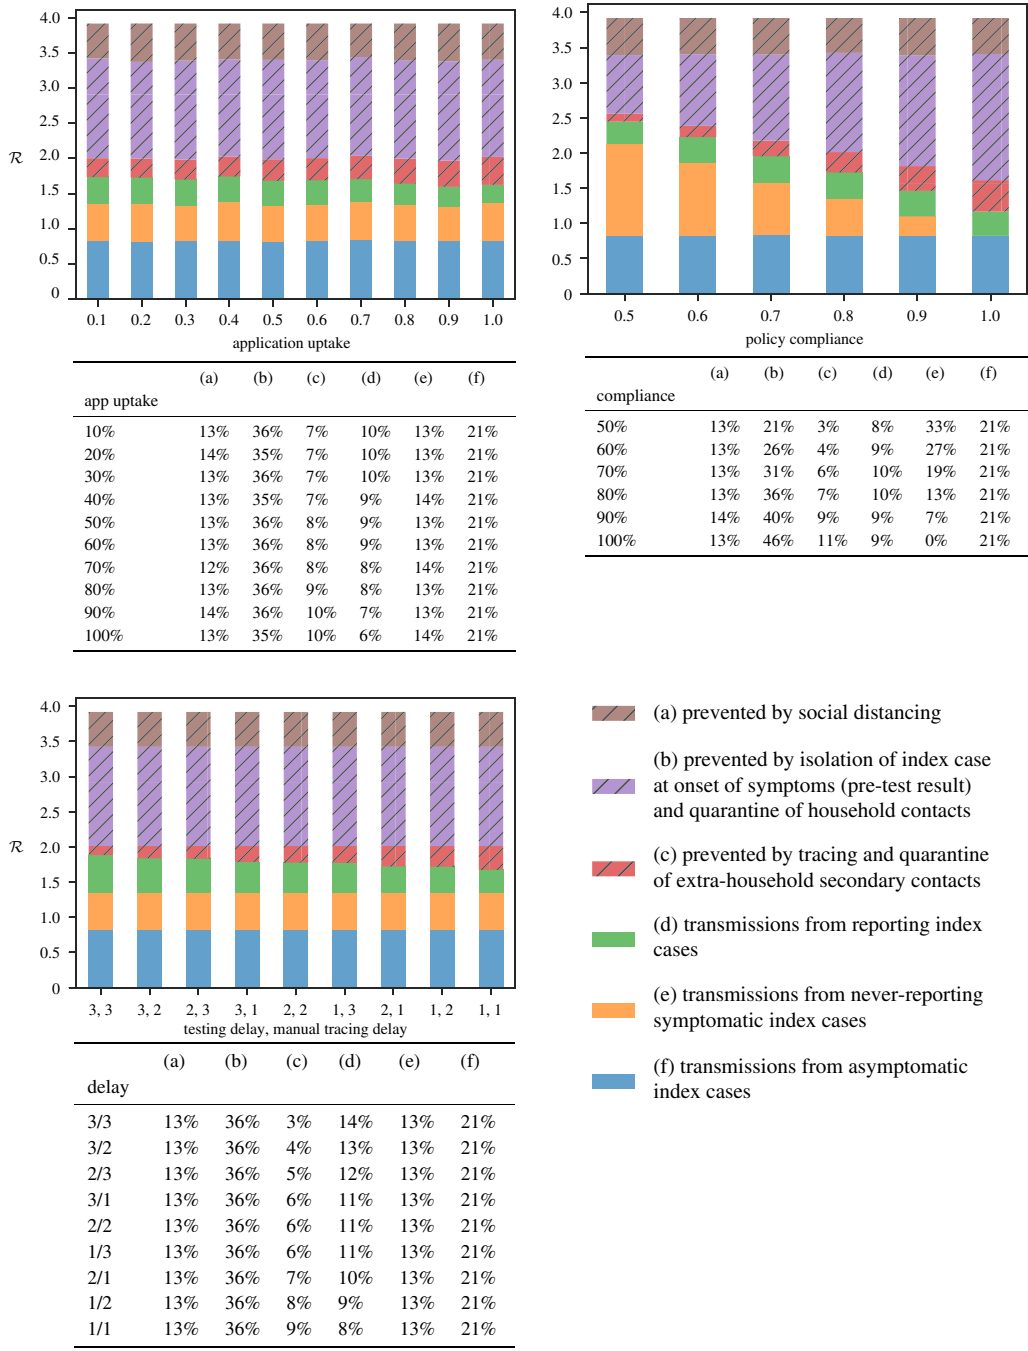 4.0
3.5
3.0
2.5
2.0
1.5
1.0
0.5
0
ℛ
0.1 0.2 0.3 0.4 0.5 0.6 0.7 0.8 0.9 1.0
application uptake
(a) (b) (c) (d) (e) (f)
app uptake
10% 13% 36% 7% 10% 13% 21%
20% 14% 35% 7% 10% 13% 21%
30% 13% 36% 7% 10% 13% 21%
40% 13% 35% 7% 9% 14% 21%
50% 13% 36% 8% 9% 13% 21%
60% 13% 36% 8% 9% 13% 21%
70% 12% 36% 8% 8% 14% 21%
80% 13% 36% 9% 8% 13% 21%
90% 14% 36% 10% 7% 13% 21%
100% 13% 35% 10% 6% 14% 21%
4.0
3.5
3.0
2.5
2.0
1.5
1.0
0.5
0
0.5 0.6 0.7 0.8 0.9 1.0
policy compliance
(a) (b) (c) (d) (e) (f)
compliance
50% 13% 21% 3% 8% 33% 21%
60% 13% 26% 4% 9% 27% 21%
70% 13% 31% 6% 10% 19% 21%
80% 13% 36% 7% 10% 13% 21%
90% 14% 40% 9% 9% 7% 21%
100% 13% 46% 11% 9% 0% 21%
4.0
3.5
3.0
2.5
2.0
1.5
1.0
0.5
0
ℛ
3, 3 3, 2 2, 3 3, 1 2, 2 1, 3 2, 1 1, 2 1, 1
testing delay, manual tracing delay
(a) (b) (c) (d) (e) (f)
delay
3/3 13% 36% 3% 14% 13% 21%
3/2 13% 36% 4% 13% 13% 21%
2/3 13% 36% 5% 12% 13% 21%
3/1 13% 36% 6% 11% 13% 21%
2/2 13% 36% 6% 11% 13% 21%
1/3 13% 36% 6% 11% 13% 21%
2/1 13% 36% 7% 10% 13% 21%
1/2 13% 36% 8% 9% 13% 21%
1/1 13% 36% 9% 8% 13% 21%
(a) prevented by social distancing
(b) prevented by isolation of index case
at onset of symptoms (pre-test result)
and quarantine of household contacts
(c) prevented by tracing and quarantine
of extra-household secondary contacts
(d) transmissions from reporting index
cases
(e) transmissions from never-reporting
symptomatic index cases
(f) transmissions from asymptomatic
index cases